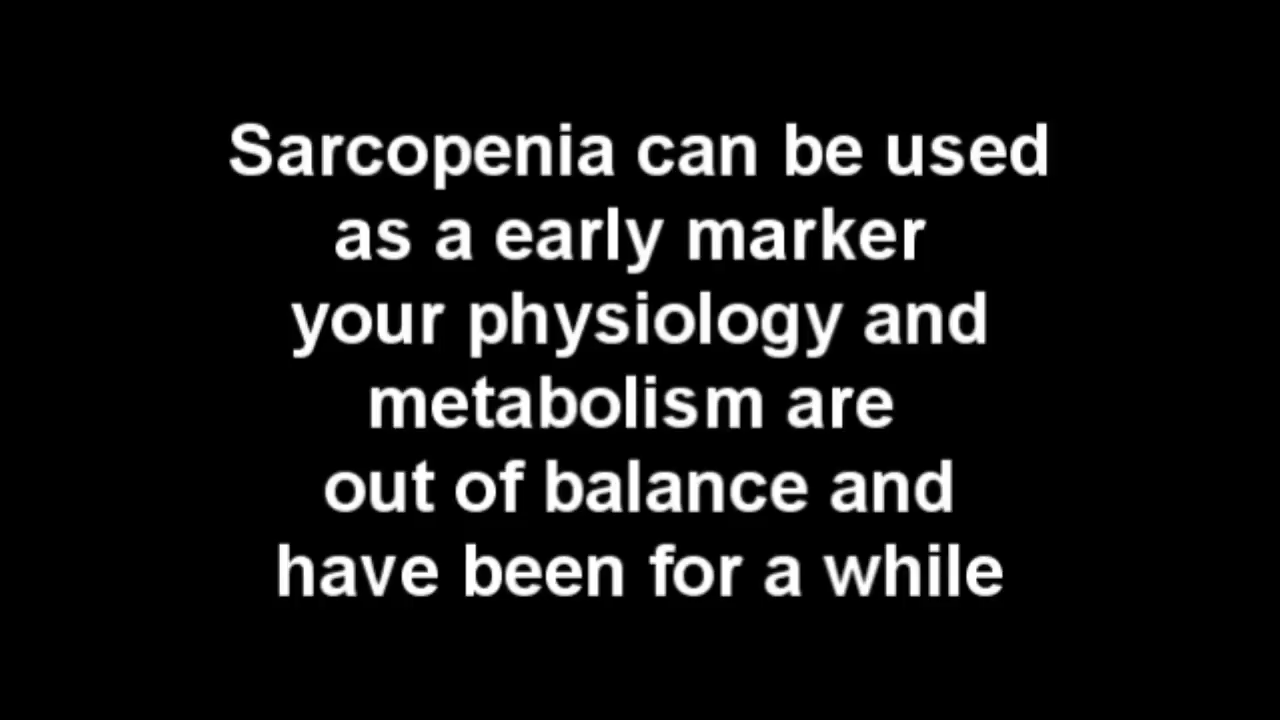 Sarcopenia can be used
as a early marker
your physiology and
metabolism are
out of balance and
have been for a while